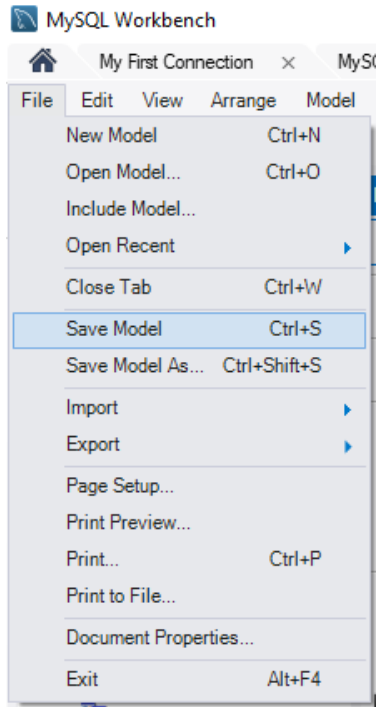 MySQL Workbench
My First Connection × MyS
File Edit View Arrange Model
New Model Ctrl+N
Open Model... Ctrl+O
Include Model...
Open Recent
Close Tab Ctrl+W
Save Model Ctrl+S
Save Model As... Ctrl+Shift+S
Import
Export
Page Setup...
Print Preview...
Print... Ctrl+P
Print to File...
Document Properties...
Exit Alt+F4